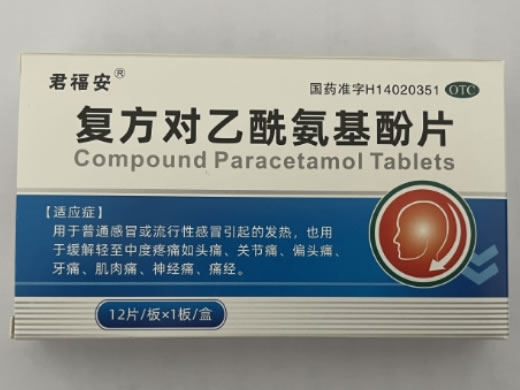 君福安®
国药准字H14020351 OTC
复方对乙酰氨基酚片
Compound Paracetamol Tablets
【适应症】
用于普通感冒或流行性感冒引起的发热，也用
于缓解轻至中度疼痛如头痛、关节痛、偏头痛、
牙痛、肌肉痛、神经痛、痛经。
12片/板×1板/盒